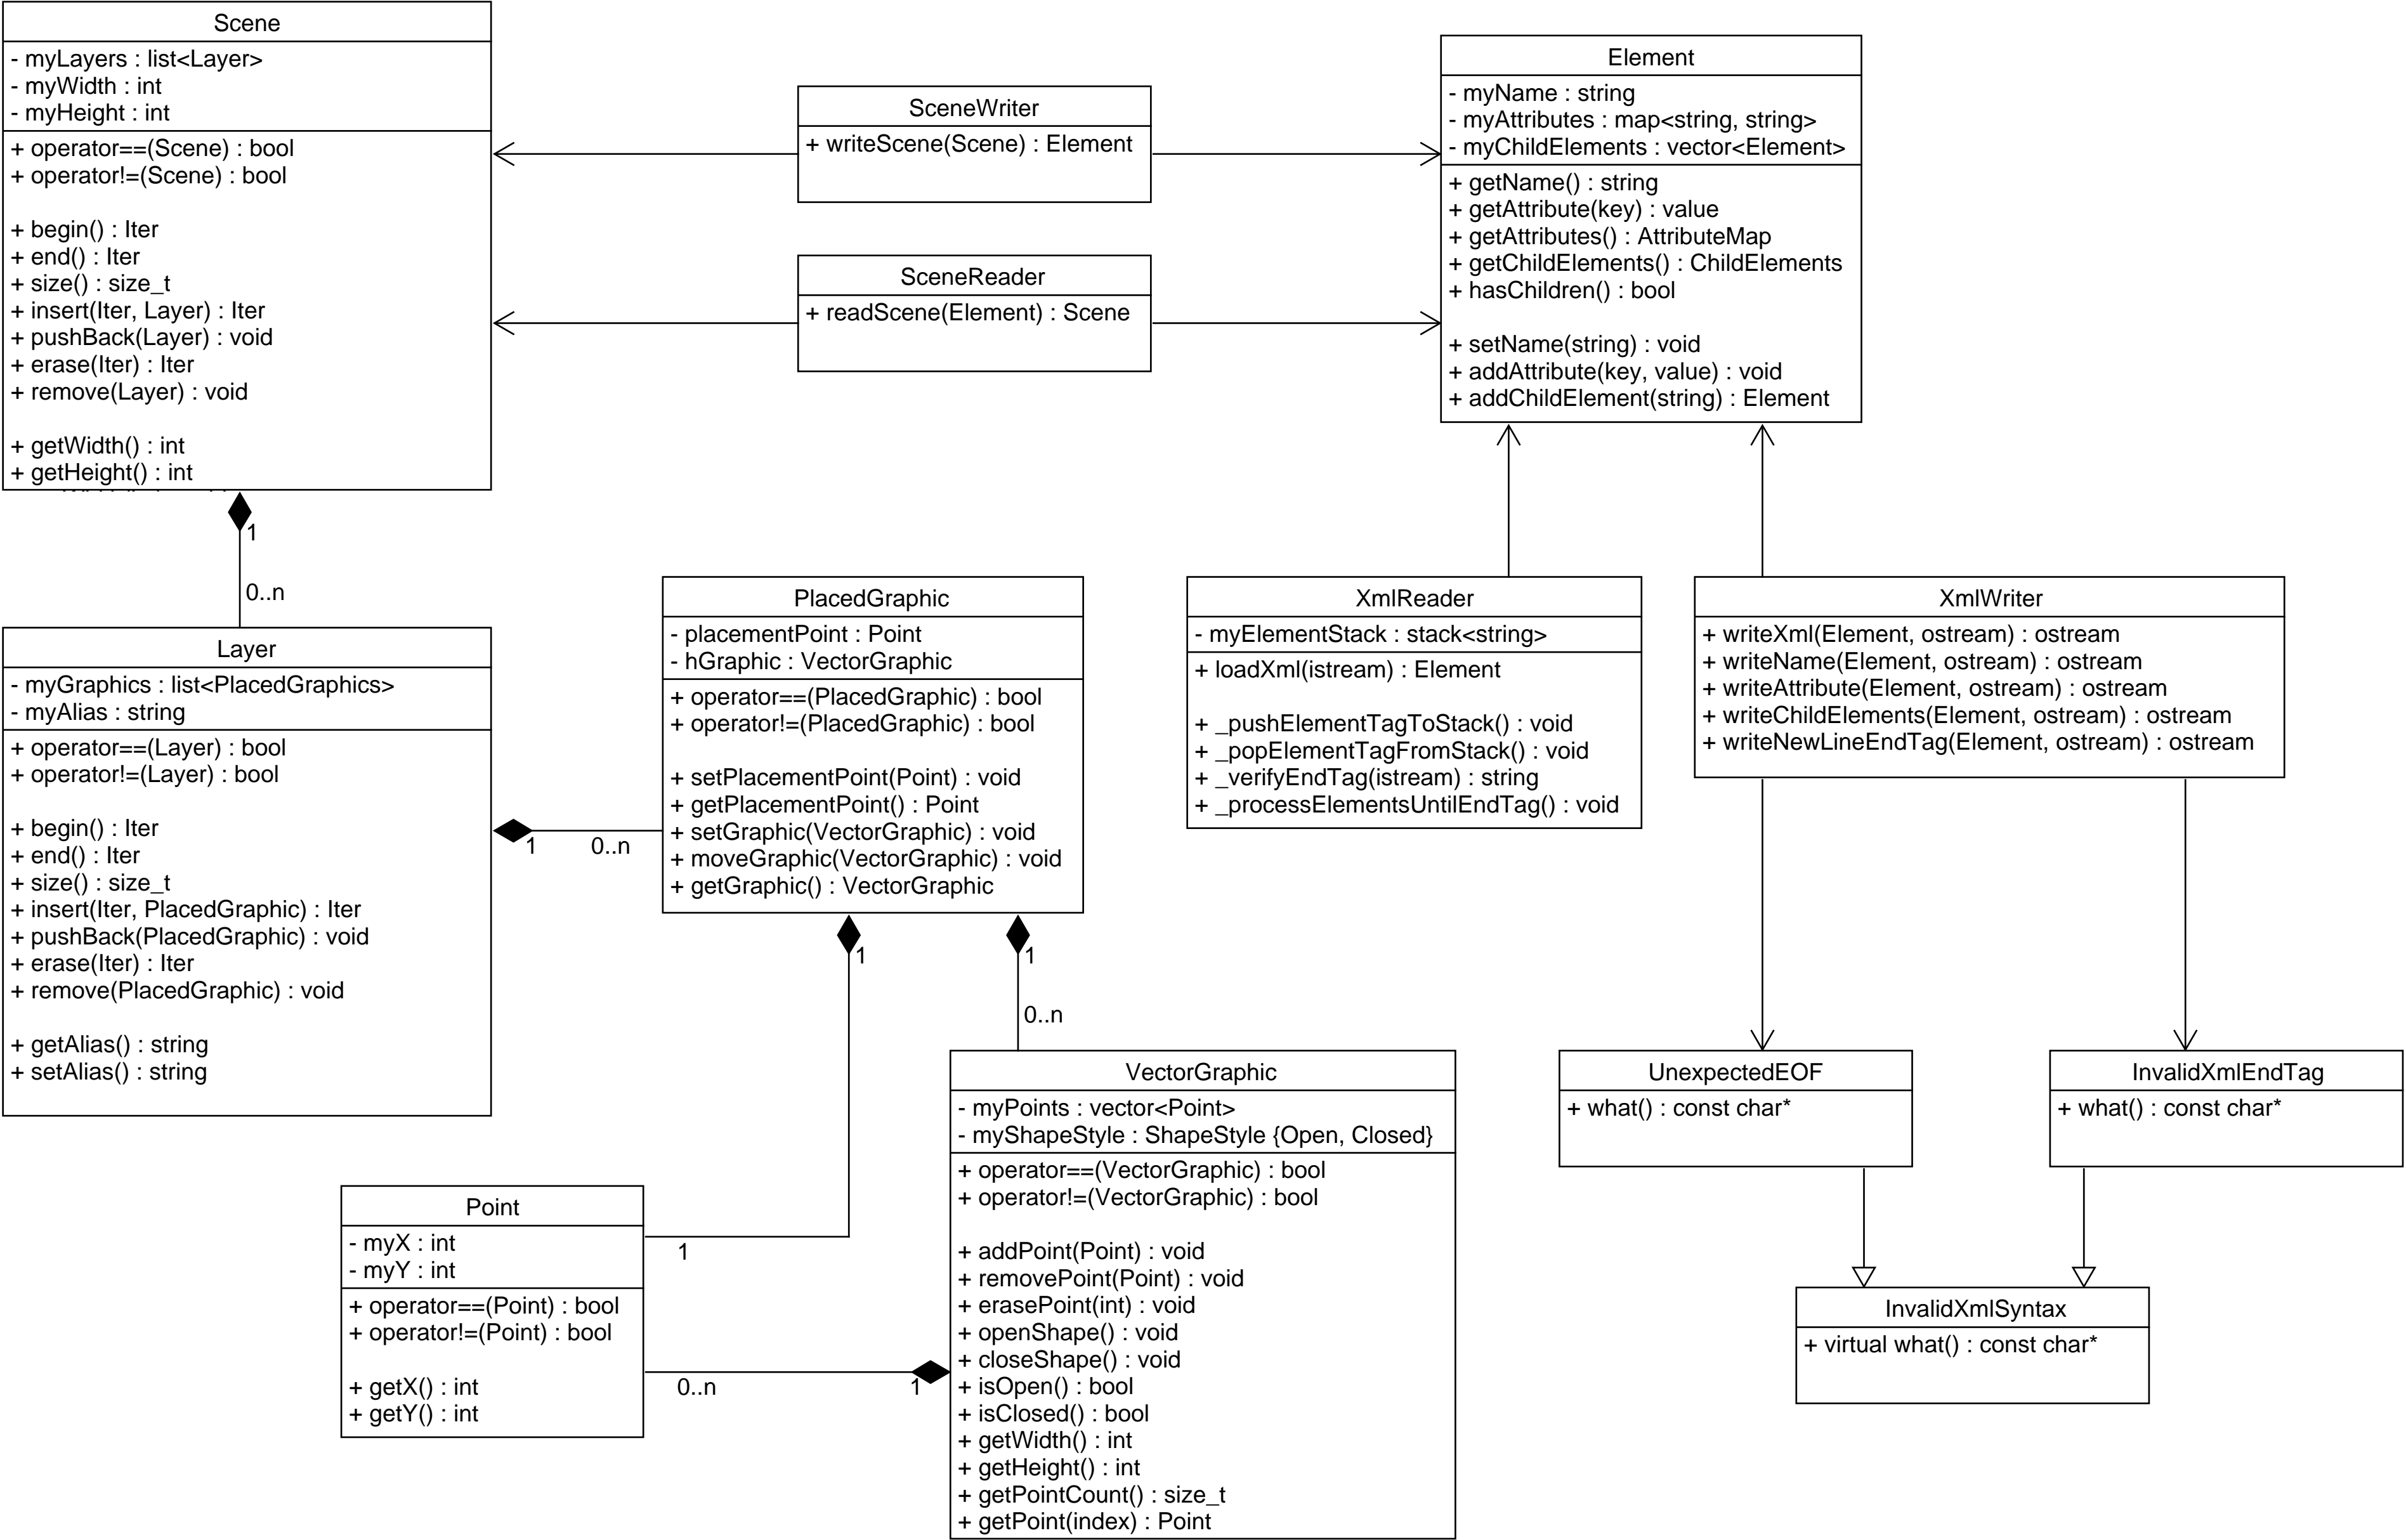 Scene
- myLayers : list<Layer>
- myWidth : int
- myHeight : int
+ operator==(Scene) : bool
+ operator!=(Scene) : bool
+ begin() : Iter
+ end() : Iter
+ size() : size_t
+ insert(Iter, Layer) : Iter
+ pushBack(Layer) : void
+ erase(Iter) : Iter
+ remove(Layer) : void
+ getWidth() : int
+ getHeight() : int
SceneWriter
+ writeScene(Scene) : Element
SceneReader
+ readScene(Element) : Scene
Element
- myName : string
- myAttributes : map<string, string>
- myChildElements : vector<Element>
+ getName() : string
+ getAttribute(key) : value
+ getAttributes() : AttributeMap
+ getChildElements() : ChildElements
+ hasChildren() : bool
+ setName(string) : void
+ addAttribute(key, value) : void
+ addChildElement(string) : Element
1
0..n
Layer
- myGraphics : list<PlacedGraphics>
- myAlias : string
+ operator==(Layer) : bool
+ operator!=(Layer) : bool
+ begin() : Iter
+ end() : Iter
+ size() : size_t
+ insert(Iter, PlacedGraphic) : Iter
+ pushBack(PlacedGraphic) : void
+ erase(Iter) : Iter
+ remove(PlacedGraphic) : void
+ getAlias() : string
+ setAlias() : string
1
0..n
PlacedGraphic
- placementPoint : Point
- hGraphic : VectorGraphic
+ operator==(PlacedGraphic) : bool
+ operator!=(PlacedGraphic) : bool
+ setPlacementPoint(Point) : void
+ getPlacementPoint() : Point
+ setGraphic(VectorGraphic) : void
+ moveGraphic(VectorGraphic) : void
+ getGraphic() : VectorGraphic
XmlReader
- myElementStack : stack<string>
+ loadXml(istream) : Element
+ _pushElementTagToStack() : void
+ _popElementTagFromStack() : void
+ _verifyEndTag(istream) : string
+ _processElementsUntilEndTag() : void
XmlWriter
+ writeXml(Element, ostream) : ostream
+ writeName(Element, ostream) : ostream
+ writeAttribute(Element, ostream) : ostream
+ writeChildElements(Element, ostream) : ostream
+ writeNewLineEndTag(Element, ostream) : ostream
1
1
0..n
1
Point
- myX : int
- myY : int
+ operator==(Point) : bool
+ operator!=(Point) : bool
+ getX() : int
+ getY() : int
0..n
1
VectorGraphic
- myPoints : vector<Point>
- myShapeStyle : ShapeStyle {Open, Closed}
+ operator==(VectorGraphic) : bool
+ operator!=(VectorGraphic) : bool
+ addPoint(Point) : void
+ removePoint(Point) : void
+ erasePoint(int) : void
+ openShape() : void
+ closeShape() : void
+ isOpen() : bool
+ isClosed() : bool
+ getWidth() : int
+ getHeight() : int
+ getPointCount() : size_t
+ getPoint(index) : Point
UnexpectedEOF
+ what() : const char*
InvalidXmlEndTag
+ what() : const char*
InvalidXmlSyntax
+ virtual what() : const char*